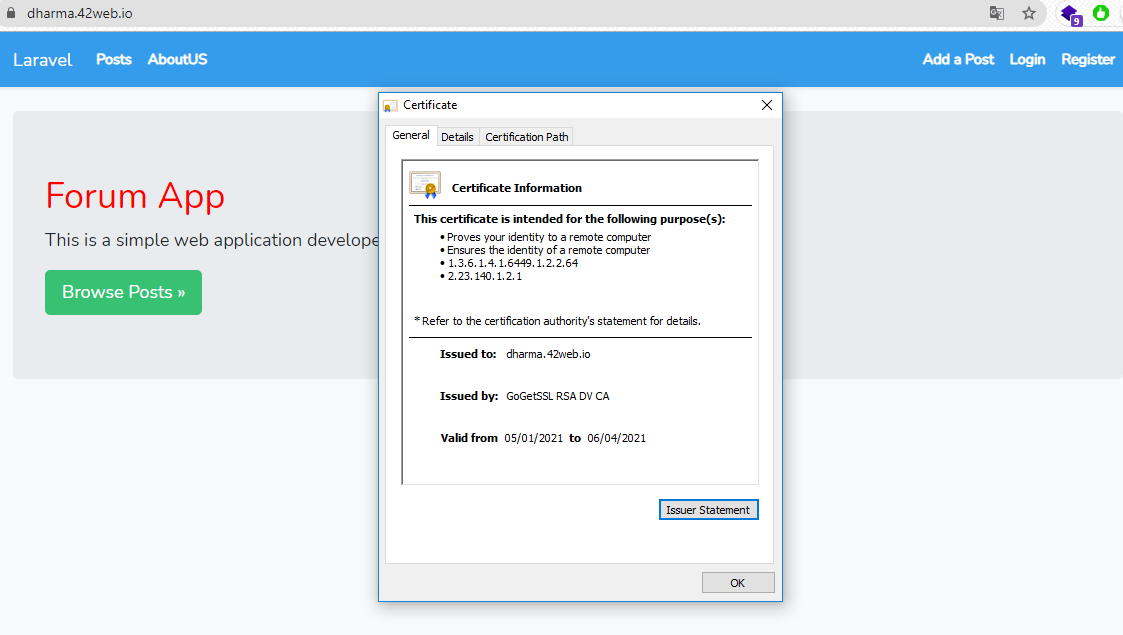 dharma.42web.io
9
Laravel Posts AboutUS Add a Post Login Register
Certificate
General Details Certification Path
Certificate Information
This certificate is intended for the following purpose(s):
• Proves your identity to a remote computer
• Ensures the identity of a remote computer
• 1.3.6.1.4.1.6449.1.2.2.64
• 2.23.140.1.2.1
* Refer to the certification authority's statement for details.
Issued to: dharma.42web.io
Issued by: GoGetSSL RSA DV CA
Valid from 05/01/2021 to 06/04/2021
Issuer Statement
OK
Forum App
This is a simple web application develope
Browse Posts »